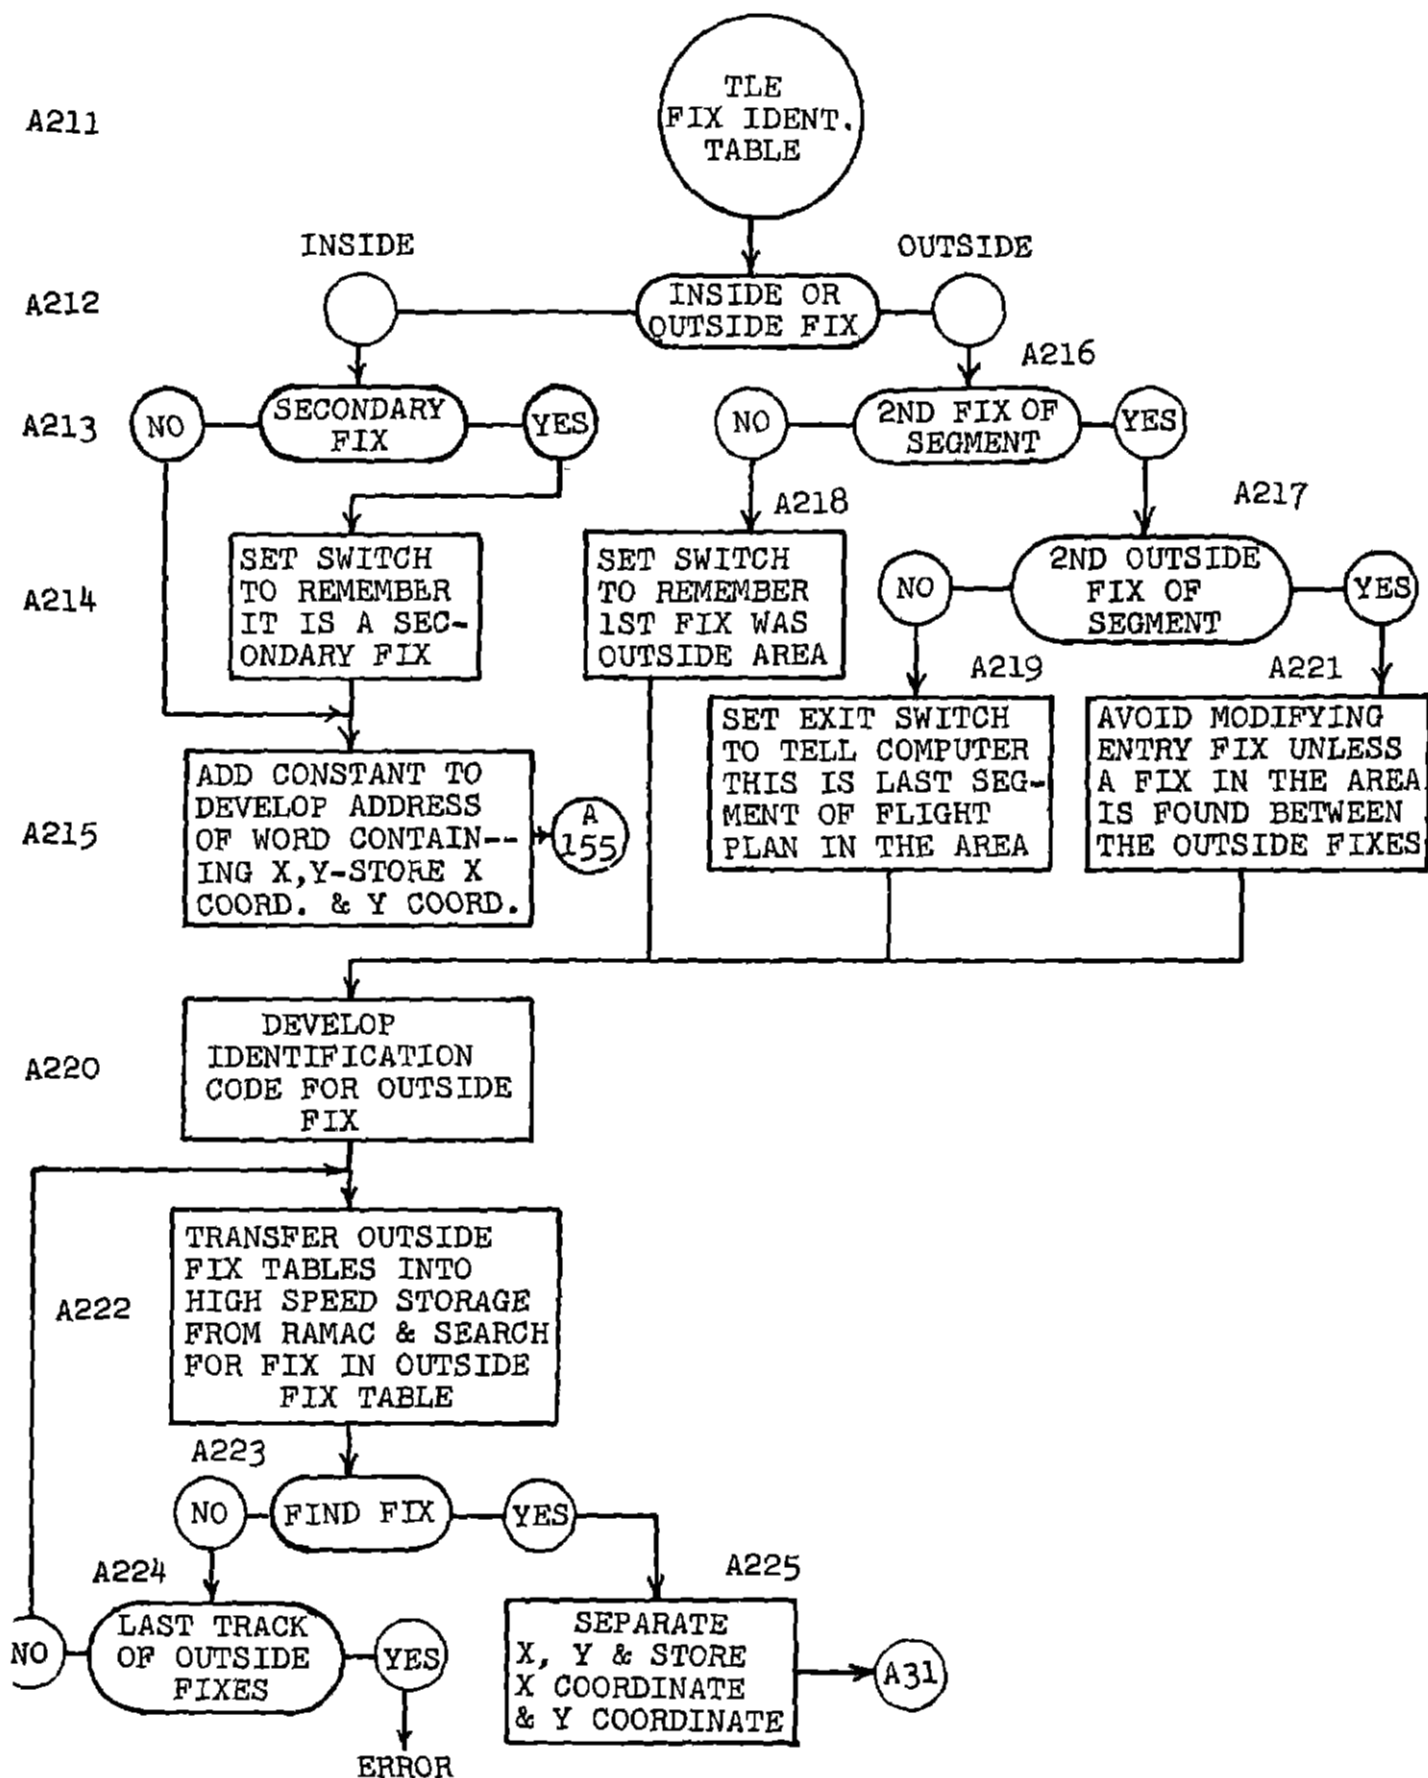 A211
TLE
FIX IDENT.
TABLE
INSIDE
OUTSIDE
A212
INSIDE OR
OUTSIDE FIX
A216
A213
NO
SECONDARY
FIX
YES
NO
2ND FIX OF
SEGMENT
YES
A218
A217
A214
SET SWITCH
TO REMEMBER
IT IS A SEC-
ONDARY FIX
SET SWITCH
TO REMEMBER
1ST FIX WAS
OUTSIDE AREA
NO
2ND OUTSIDE
FIX OF
SEGMENT
YES
A219
A221
A215
ADD CONSTANT TO
DEVELOP ADDRESS
OF WORD CONTAIN--
ING X,Y-STORE X
COORD. & Y COORD.
A
155
SET EXIT SWITCH
TO TELL COMPUTER
THIS IS LAST SEG-
MENT OF FLIGHT
PLAN IN THE AREA
AVOID MODIFYING
ENTRY FIX UNLESS
A FIX IN THE AREA
IS FOUND BETWEEN
THE OUTSIDE FIXES
A220
DEVELOP
IDENTIFICATION
CODE FOR OUTSIDE
FIX
A222
TRANSFER OUTSIDE
FIX TABLES INTO
HIGH SPEED STORAGE
FROM RAMAC & SEARCH
FOR FIX IN OUTSIDE
FIX TABLE
A223
NO
FIND FIX
YES
A224
A225
NO
LAST TRACK
OF OUTSIDE
FIXES
YES
SEPARATE
X, Y & STORE
X COORDINATE
& Y COORDINATE
A31
ERROR